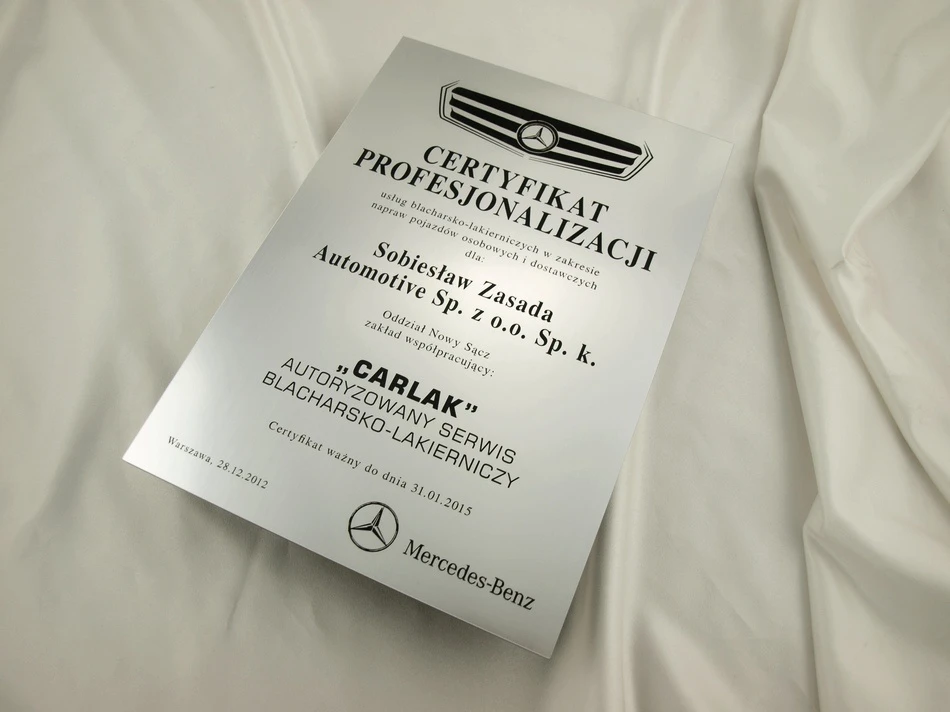 CERTYFIKAT
PROFESJONALIZACJI
usług blacharsko-lakierniczych w zakresie
napraw pojazdów osobowych i dostawczych
dla:
Sobiesław Zasada
Automotive Sp. z o.o. Sp. k.
Oddział Nowy Sącz
zakład współpracujący:
„CARLAK”
AUTORYZOWANY SERWIS
BLACHARSKO-LAKIERNICZY
Certyfikat ważny do dnia 31.01.2015
Warszawa, 28.12.2012
Mercedes-Benz